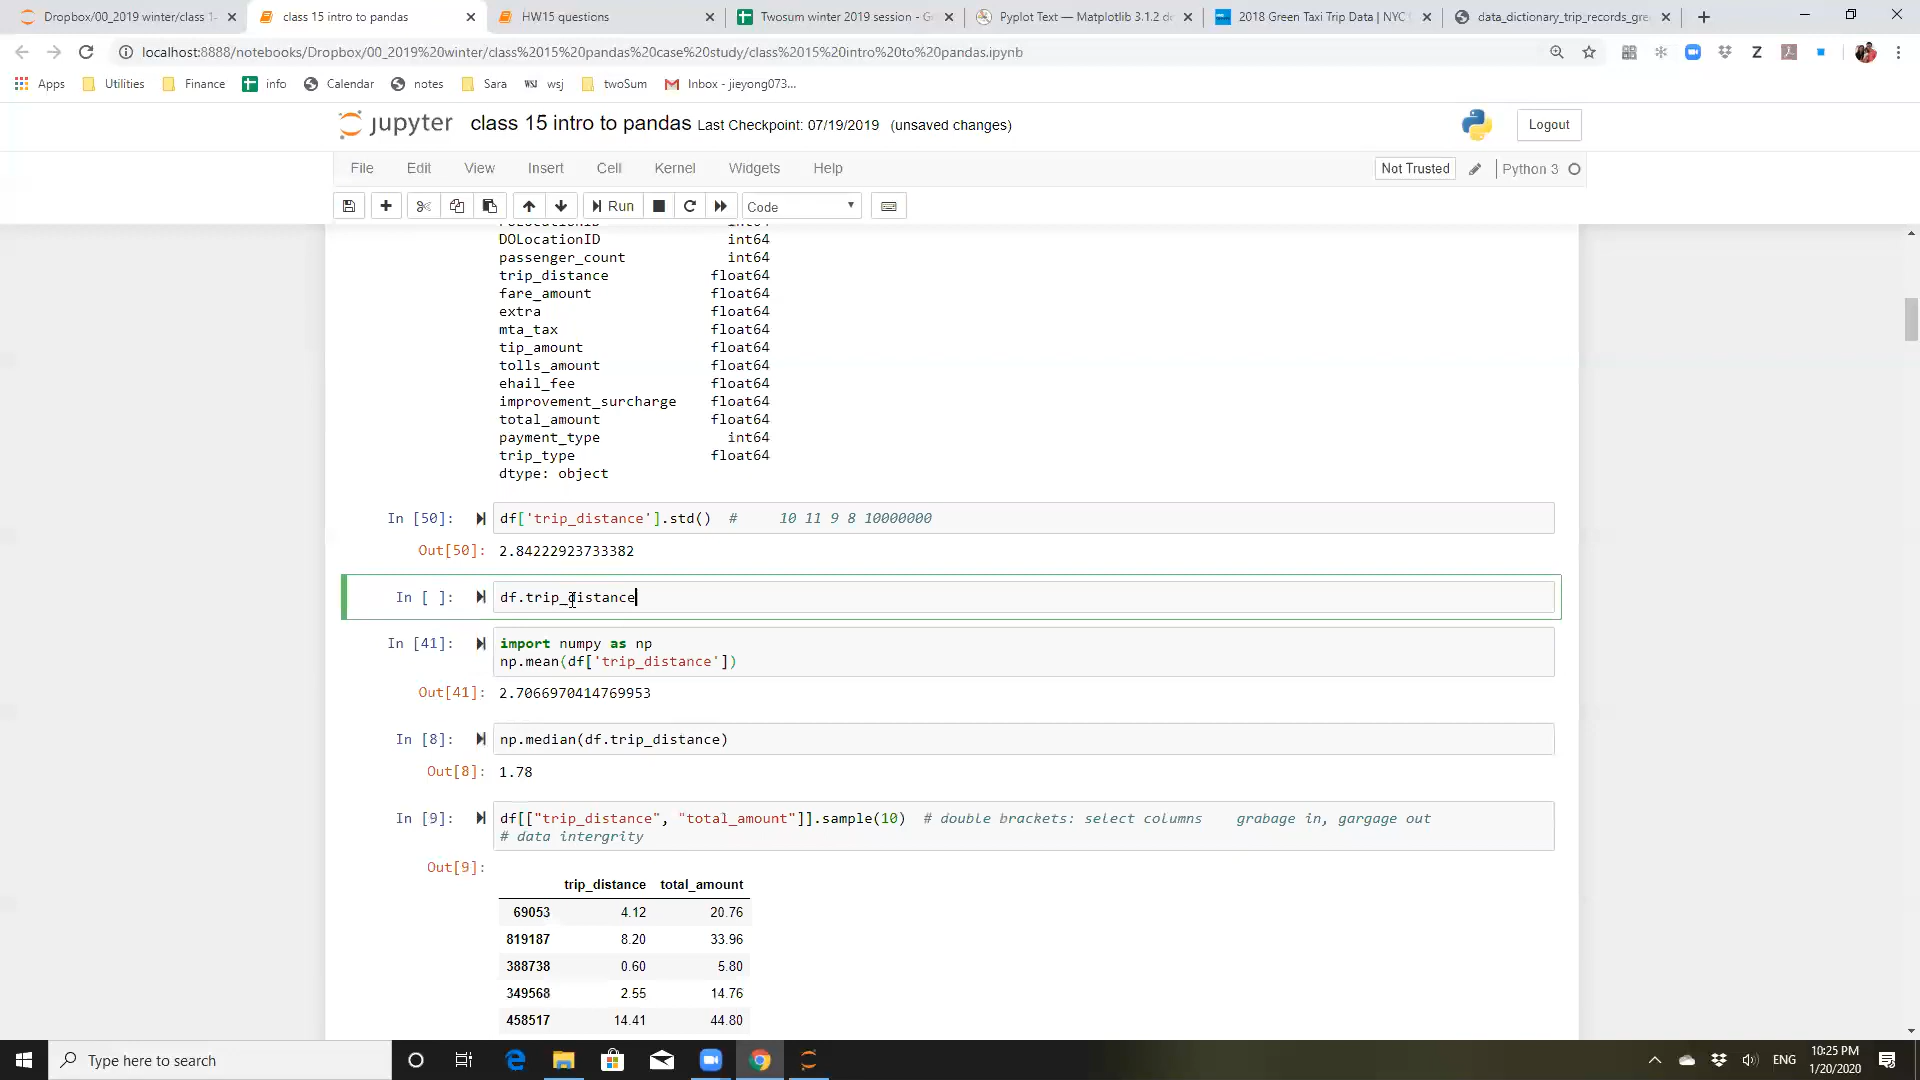 Dropbox/00_2019 winter/class 1-
class 15 intro to pandas
HW15 questions
Twosum winter 2019 session - G
Pyplot Text — Matplotlib 3.1.2 d
2018 Green Taxi Trip Data | NYC
data_dictionary_trip_records_gre
localhost:8888/notebooks/Dropbox/00_2019%20winter/class%2015%20pandas%20case%20study/class%2015%20intro%20to%20pandas.ipynb
Apps
Utilities
Finance
info
Calendar
notes
Sara
WSJ wsj
twoSum
Inbox - jieyong073...
jupyter class 15 intro to pandas Last Checkpoint: 07/19/2019 (unsaved changes)
Logout
File Edit View Insert Cell Kernel Widgets Help
Not Trusted
Python 3
Run
Code
DOLocationID int64
passenger_count int64
trip_distance float64
fare_amount float64
extra float64
mta_tax float64
tip_amount float64
tolls_amount float64
ehail_fee float64
improvement_surcharge float64
total_amount float64
payment_type int64
trip_type float64
dtype: object
In [50]: df['trip_distance'].std() # 10 11 9 8 10000000
Out[50]: 2.84222923733382
In [ ]: df.trip_distance
In [41]: import numpy as np
np.mean(df['trip_distance'])
Out[41]: 2.7066970414769953
In [8]: np.median(df.trip_distance)
Out[8]: 1.78
In [9]: df[["trip_distance", "total_amount"]].sample(10) # double brackets: select columns grabage in, gargage out
# data intergrity
Out[9]:
trip_distance total_amount
69053 4.12 20.76
819187 8.20 33.96
388738 0.60 5.80
349568 2.55 14.76
458517 14.41 44.80
Type here to search
ENG
10:25 PM
1/20/2020